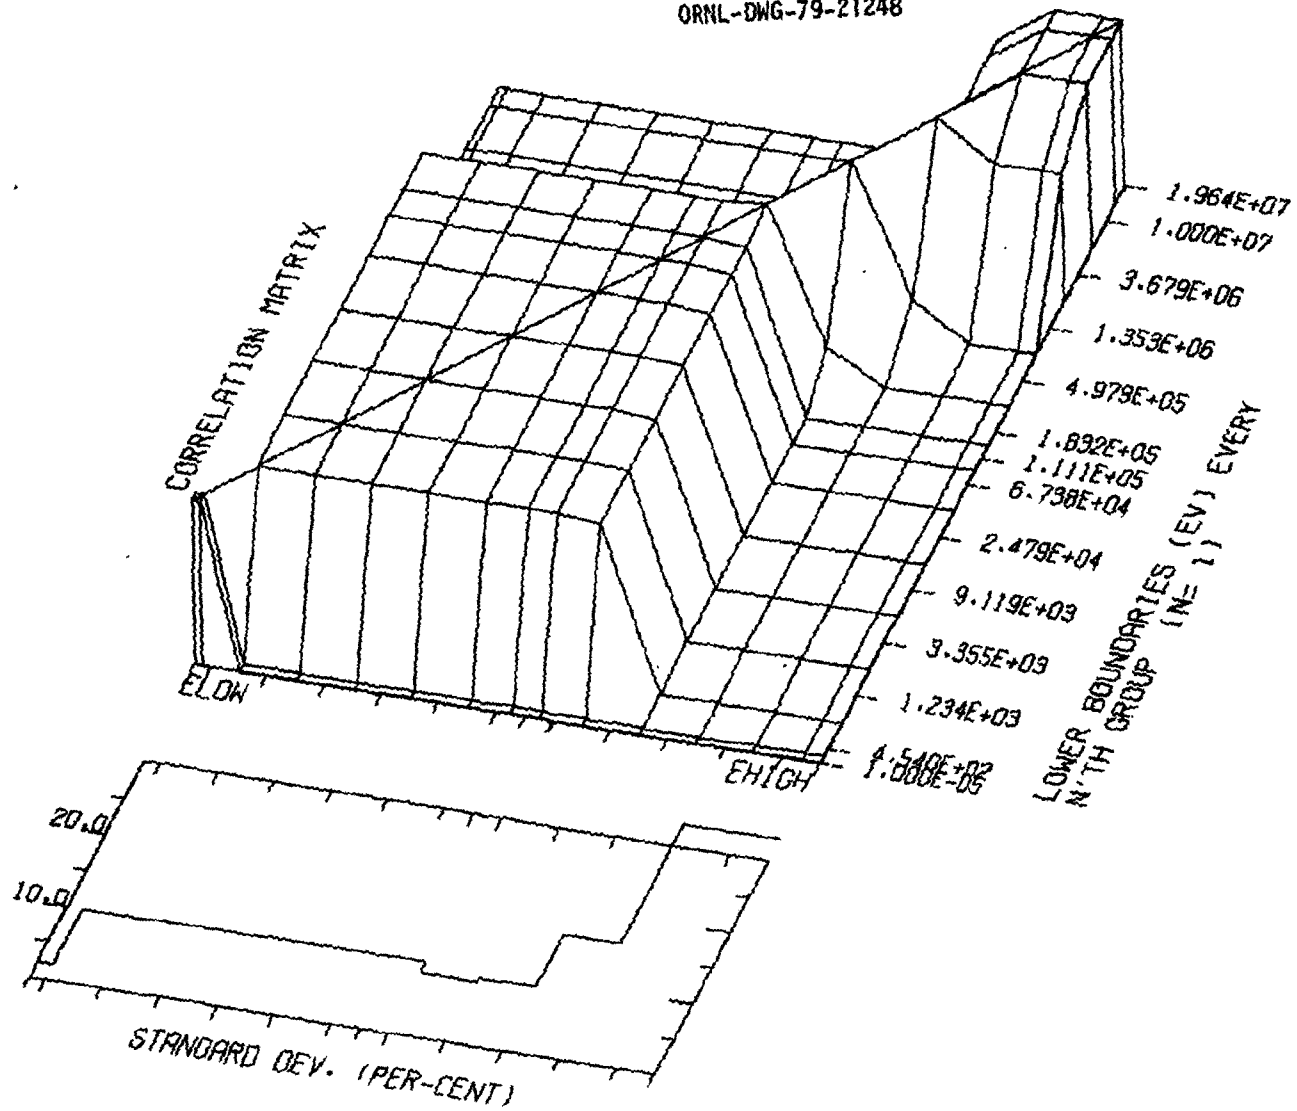 ORNL-DWG-79-21248
CORRELATION MATRIX
1.964E+07
1.000E+07
3.679E+06
1.353E+06
4.979E+05
1.832E+05
1.111E+05
6.738E+04
2.479E+04
9.119E+03
3.355E+03
1.234E+03
4.540E+02
1.000E-05
LOWER BOUNDARIES (EV) EVERY
N'TH GROUP (N= 1)
ELOW
EHIGH
20.0
10.0
STANDARD DEV. (PER-CENT)